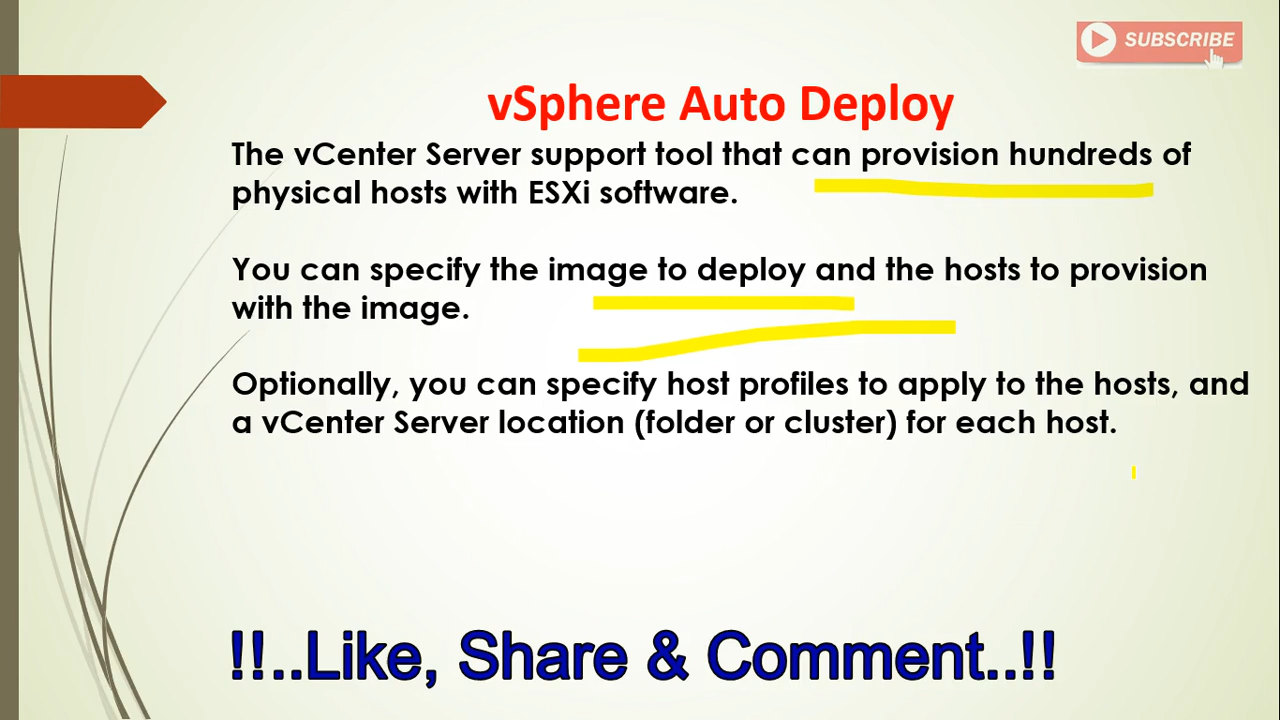 SUBSCRIBE
vSphere Auto Deploy
The vCenter Server support tool that can provision hundreds of
physical hosts with ESXi software.
You can specify the image to deploy and the hosts to provision
with the image.
Optionally, you can specify host profiles to apply to the hosts, and
a vCenter Server location (folder or cluster) for each host.
!!..Like, Share & Comment..!!